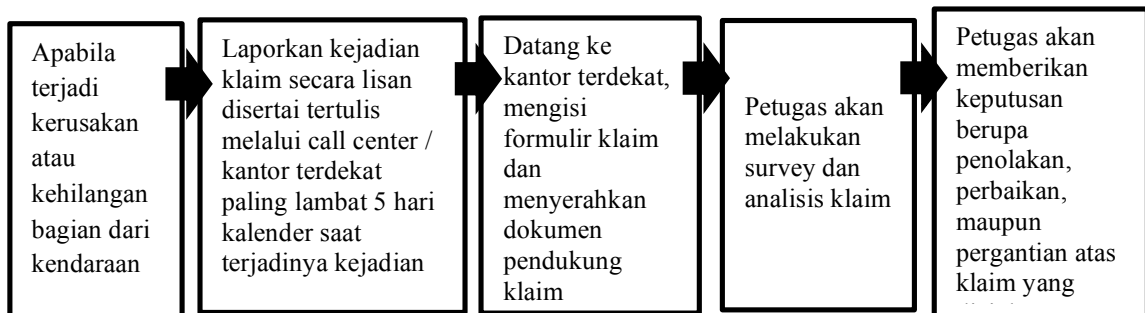 Apabila
terjadi
kerusakan
atau
kehilangan
bagian dari
kendaraan
Laporkan kejadian
klaim secara lisan
disertai tertulis
melalui call center /
kantor terdekat
paling lambat 5 hari
kalender saat
terjadinya kejadian
Datang ke
kantor terdekat,
mengisi
formulir klaim
dan
menyerahkan
dokumen
pendukung
klaim
Petugas akan
melakukan
survey dan
analisis klaim
Petugas akan
memberikan
keputusan
berupa
penolakan,
perbaikan,
maupun
pergantian atas
klaim yang